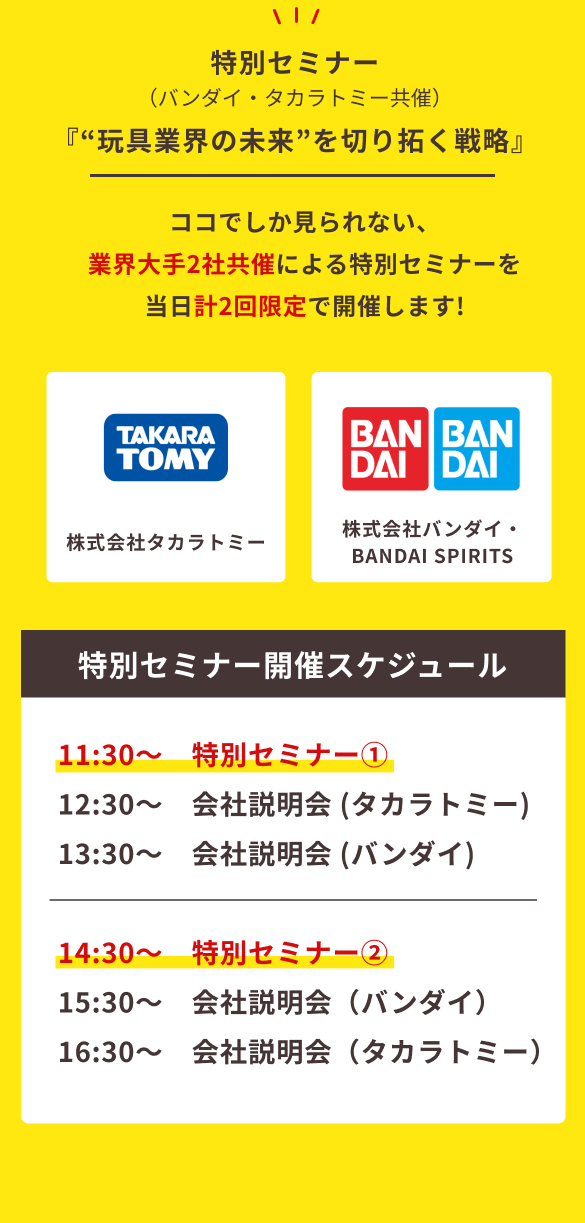 特別セミナー
（バンダイ・タカラトミー共催）
『“玩具業界の未来”を切り拓く戦略』
ココでしか見られない、
業界大手2社共催による特別セミナーを
当日計2回限定で開催します!
TAKARA
TOMY
株式会社タカラトミー
BAN
DAI
BAN
DAI
株式会社バンダイ・
BANDAI SPIRITS
特別セミナー開催スケジュール
11:30〜 特別セミナー①
12:30〜 会社説明会 (タカラトミー)
13:30〜 会社説明会 (バンダイ)
14:30〜 特別セミナー②
15:30〜 会社説明会（バンダイ）
16:30〜 会社説明会（タカラトミー）